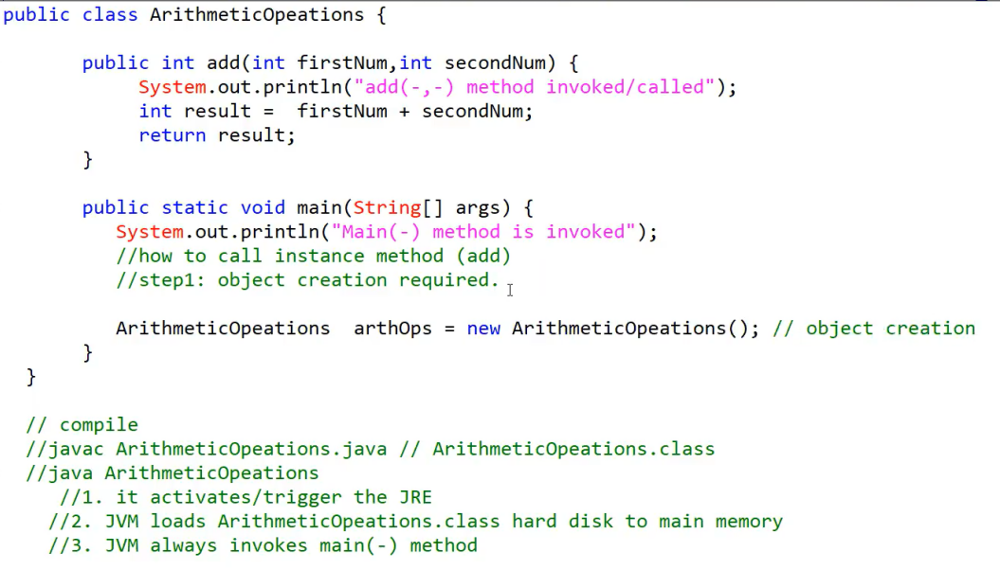 public class ArithmeticOpeations {
public int add(int firstNum,int secondNum) {
System.out.println("add(-,-) method invoked/called");
int result =  firstNum + secondNum;
return result;
}
public static void main(String[] args) {
System.out.println("Main(-) method is invoked");
//how to call instance method (add)
//step1: object creation required.
ArithmeticOpeations  arthOps = new ArithmeticOpeations(); // object creation
}
}
// compile
//javac ArithmeticOpeations.java // ArithmeticOpeations.class
//java ArithmeticOpeations
//1. it activates/trigger the JRE
//2. JVM loads ArithmeticOpeations.class hard disk to main memory
//3. JVM always invokes main(-) method